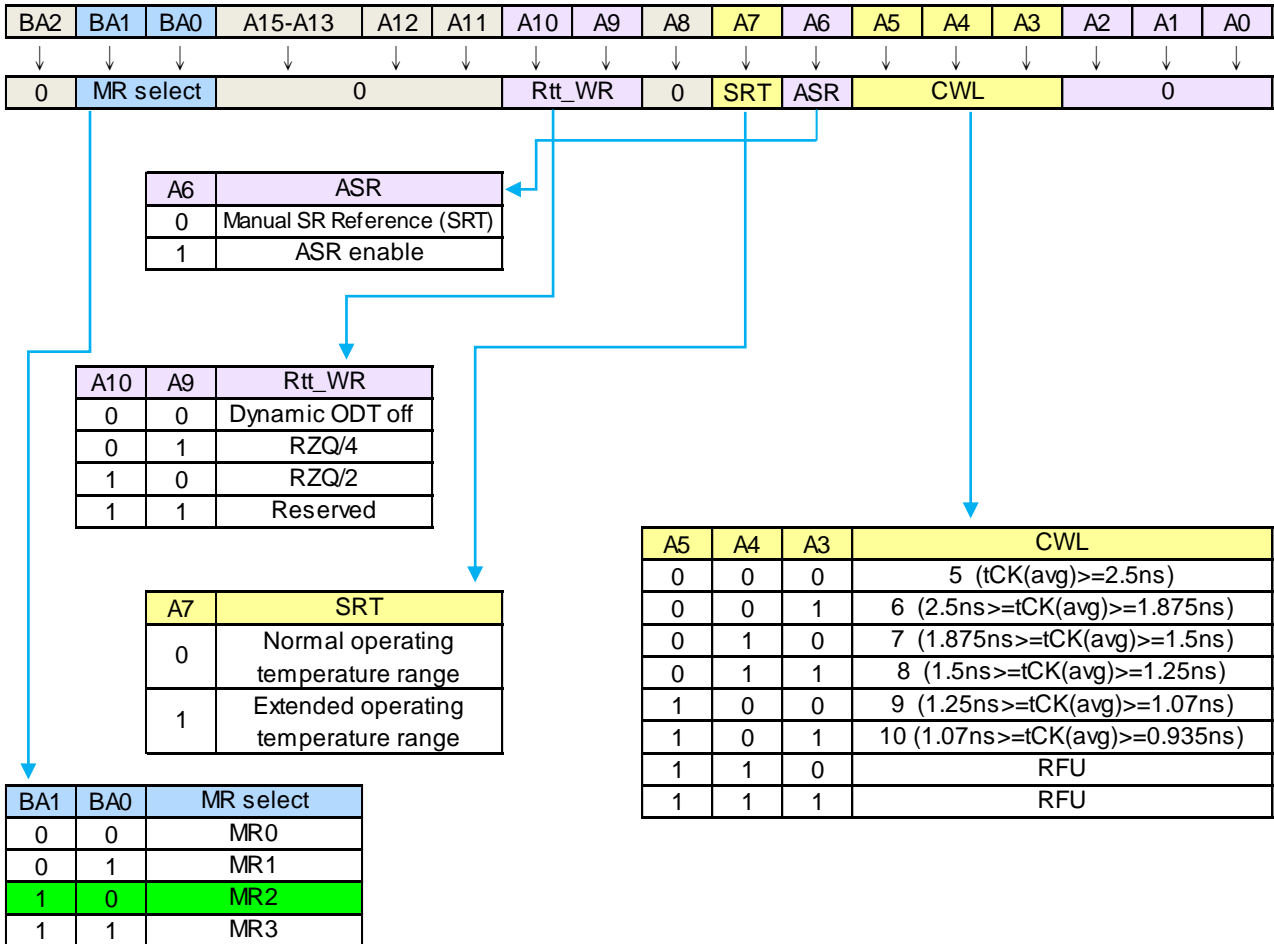 BA2 BA1 BA0 A15-A13 A12 A11 A10 A9 A8 A7 A6 A5 A4 A3 A2 A1 A0
0 MR select 0 Rtt_WR 0 SRT ASR CWL 0
A6 ASR
0 Manual SR Reference (SRT)
1 ASR enable
A10 A9 Rtt_WR
0 0 Dynamic ODT off
0 1 RZQ/4
1 0 RZQ/2
1 1 Reserved
A5 A4 A3 CWL
0 0 0 5 (tCK(avg)>=2.5ns)
0 0 1 6 (2.5ns>=tCK(avg)>=1.875ns)
0 1 0 7 (1.875ns>=tCK(avg)>=1.5ns)
0 1 1 8 (1.5ns>=tCK(avg)>=1.25ns)
1 0 0 9 (1.25ns>=tCK(avg)>=1.07ns)
1 0 1 10 (1.07ns>=tCK(avg)>=0.935ns)
1 1 0 RFU
1 1 1 RFU
A7 SRT
0 Normal operating
temperature range
1 Extended operating
temperature range
BA1 BA0 MR select
0 0 MR0
0 1 MR1
1 0 MR2
1 1 MR3